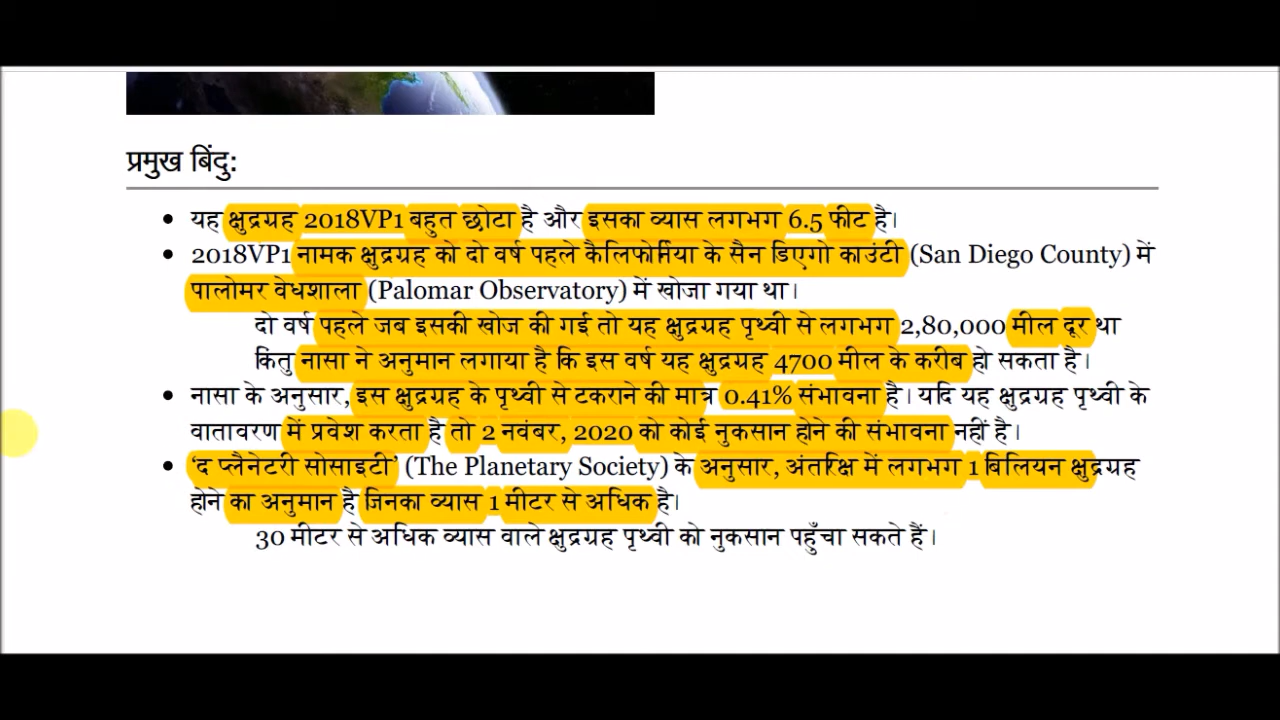 प्रमुख बिंदु:
यह क्षुद्रग्रह 2018VP1 बहुत छोटा है और इसका व्यास लगभग 6.5 फीट है।
2018VP1 नामक क्षुद्रग्रह को दो वर्ष पहले कैलिफोर्निया के सैन डिएगो काउंटी (San Diego County) में
पालोमर वेधशाला (Palomar Observatory) में खोजा गया था।
दो वर्ष पहले जब इसकी खोज की गई तो यह क्षुद्रग्रह पृथ्वी से लगभग 2,80,000 मील दूर था
किंतु नासा ने अनुमान लगाया है कि इस वर्ष यह क्षुद्रग्रह 4700 मील के करीब हो सकता है।
नासा के अनुसार, इस क्षुद्रग्रह के पृथ्वी से टकराने की मात्र 0.41% संभावना है। यदि यह क्षुद्रग्रह पृथ्वी के
वातावरण में प्रवेश करता है तो 2 नवंबर, 2020 को कोई नुकसान होने की संभावना नहीं है।
‘द प्लैनेटरी सोसाइटी’ (The Planetary Society) के अनुसार, अंतरिक्ष में लगभग 1 बिलियन क्षुद्रग्रह
होने का अनुमान है जिनका व्यास 1 मीटर से अधिक है।
30 मीटर से अधिक व्यास वाले क्षुद्रग्रह पृथ्वी को नुकसान पहुँचा सकते हैं।